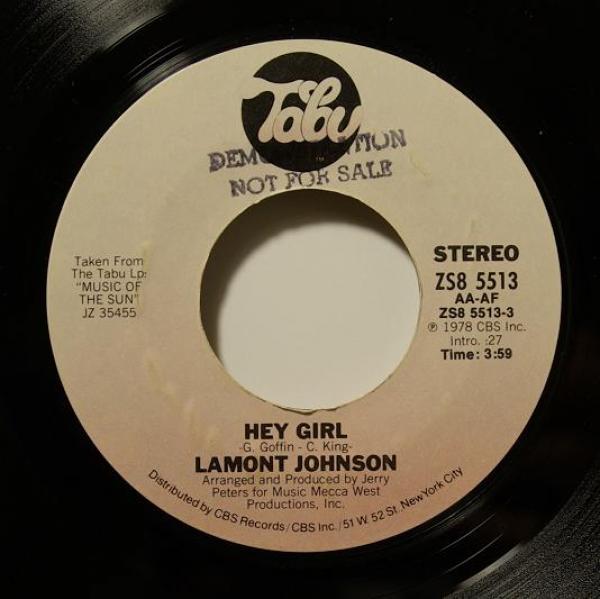 Tabu
TM
NOT FOR SALE
Taken From
The Tabu Lp:
"MUSIC OF
THE SUN"
JZ 35455
STEREO
ZS8 5513
AA-AF
ZS8 5513-3
℗ 1978 CBS Inc.
Intro. :27
Time: 3:59
HEY GIRL
-G. Goffin - C. King-
LAMONT JOHNSON
Arranged and Produced by Jerry
Peters for Music Mecca West
Productions, Inc.
Distributed by CBS Records/CBS Inc./51 W. 52 St. New York City